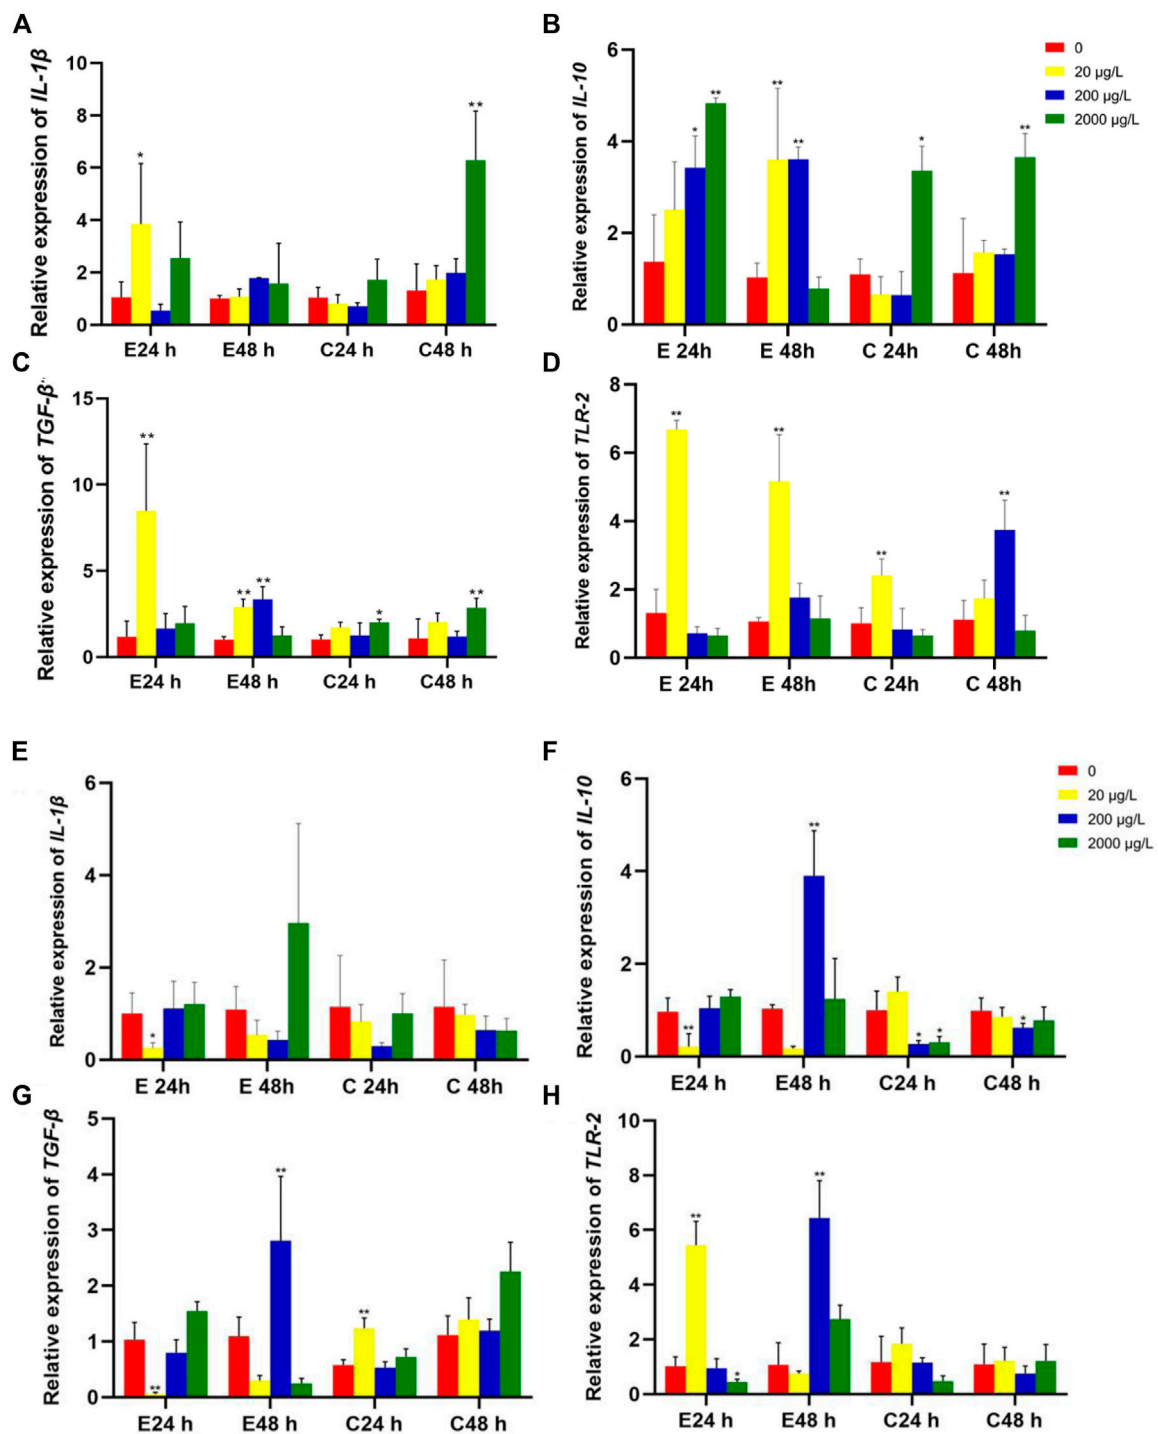 A
Relative expression of IL-1β
10
8
6
4
2
0
*
**
E24 h E48 h C24 h C48 h
B
Relative expression of IL-10
6
4
2
0
*
**
**
**
*
**
E 24h E 48h C 24h C 48h
0
20 µg/L
200 µg/L
2000 µg/L
C
Relative expression of TGF-β
15
10
5
0
**
**
**
*
**
E24 h E48 h C24 h C48 h
D
Relative expression of TLR-2
8
6
4
2
0
**
**
**
**
E 24h E 48h C 24h C 48h
E
Relative expression of IL-1β
6
4
2
0
*
E 24h E 48h C 24h C 48h
F
Relative expression of IL-10
6
4
2
0
**
**
*
*
*
E24 h E48 h C24 h C48 h
0
20 µg/L
200 µg/L
2000 µg/L
G
Relative expression of TGF-β
5
4
3
2
1
0
**
**
**
E24 h E48 h C24 h C48 h
H
Relative expression of TLR-2
10
8
6
4
2
0
**
*
**
E24 h E48 h C24 h C48 h